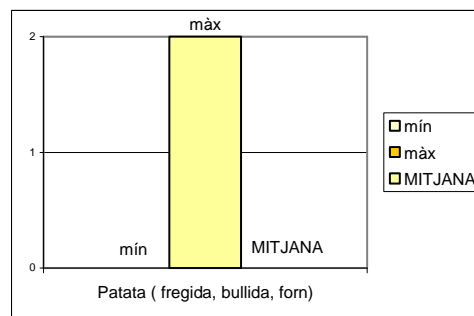 màx
2
1
0
mín
MITJANA
Patata ( fregida, bullida, forn)
mín
màx
MITJANA